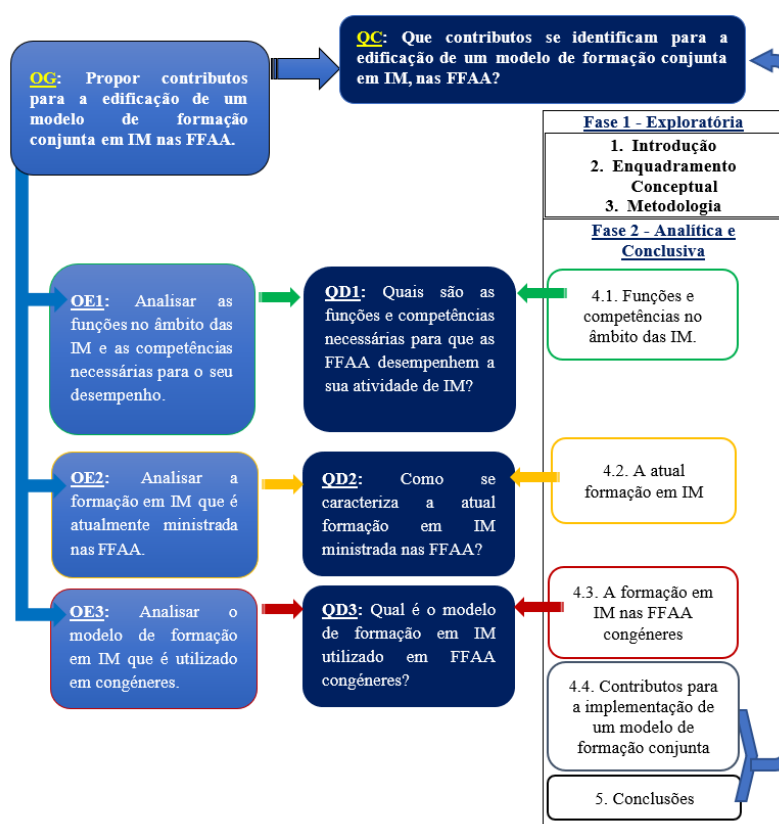 OG: Propor contributos
para a edificação de um
modelo de formação
conjunta em IM nas FFAA.
QC: Que contributos se identificam para a
edificação de um modelo de formação conjunta
em IM, nas FFAA?
Fase 1 - Exploratória
1. Introdução
2. Enquadramento
Conceptual
3. Metodologia
Fase 2 - Analítica e
Conclusiva
OE1: Analisar as
funções no âmbito das
IM e as competências
necessárias para o seu
desempenho.
QD1: Quais são as
funções e competências
necessárias para que as
FFAA desempenhem a
sua atividade de IM?
4.1. Funções e
competências no
âmbito das IM.
OE2: Analisar a
formação em IM que é
atualmente ministrada
nas FFAA.
QD2: Como se
caracteriza a atual
formação em IM
ministrada nas FFAA?
4.2. A atual
formação em IM
OE3: Analisar o
modelo de formação
em IM que é utilizado
em congéneres.
QD3: Qual é o modelo
de formação em IM
utilizado em FFAA
congéneres?
4.3. A formação em
IM nas FFAA
congéneres
4.4. Contributos para
a implementação de
um modelo de
formação conjunta
5. Conclusões